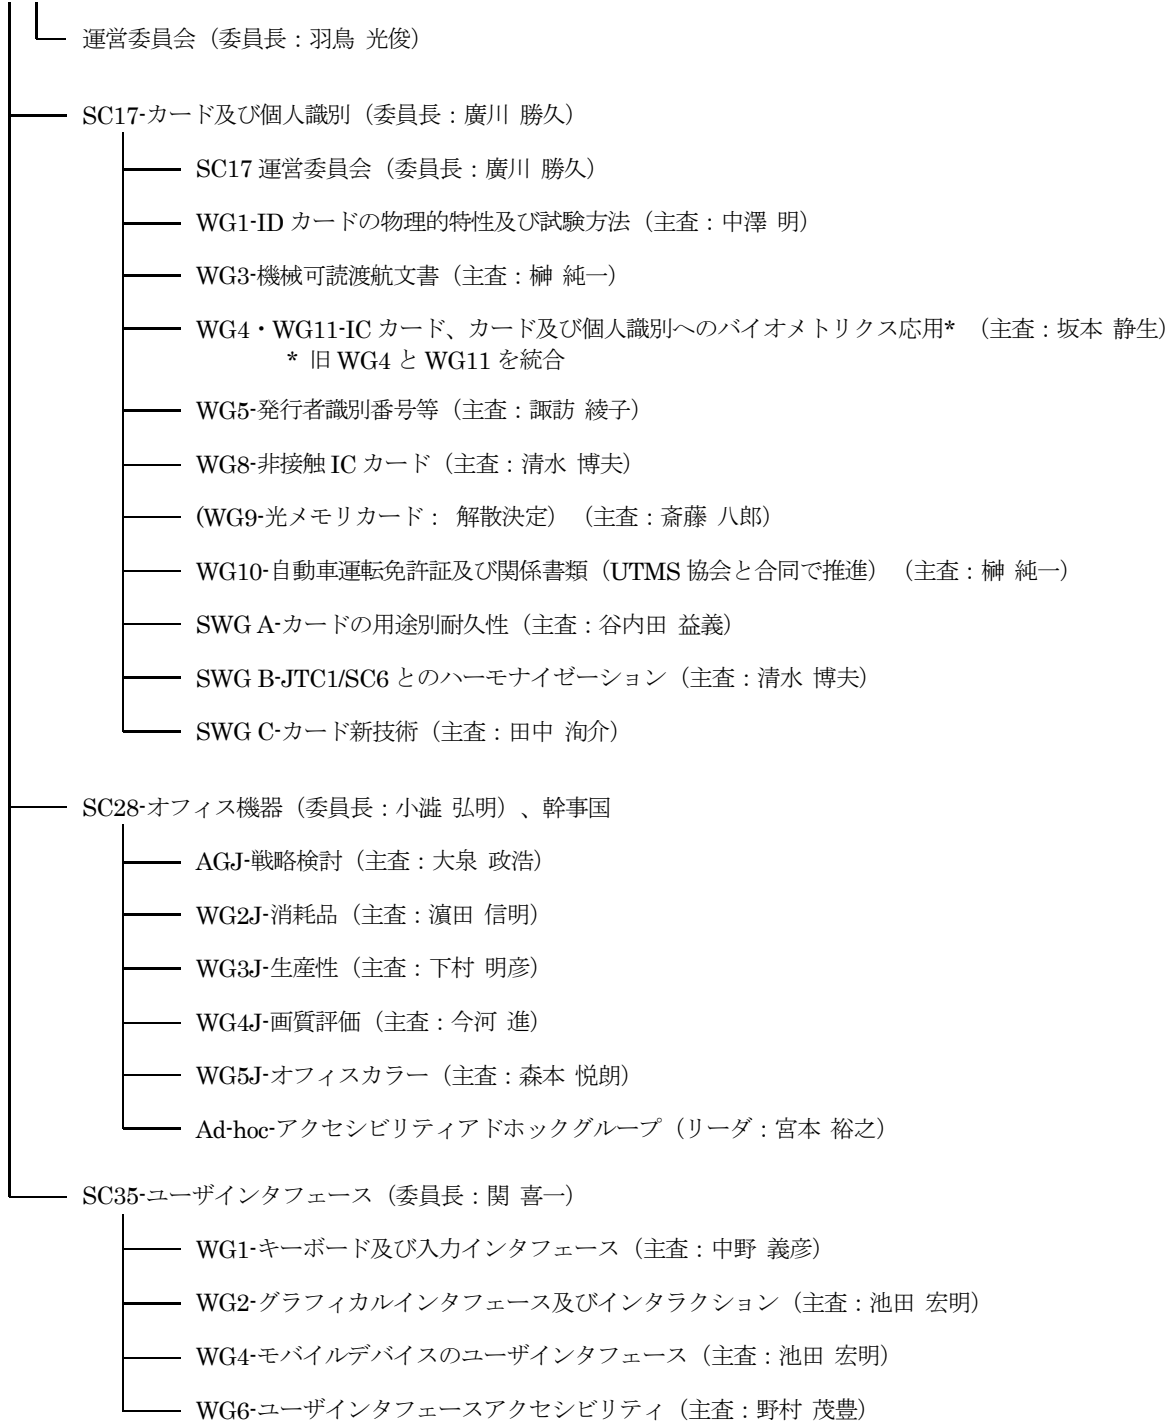 運営委員会（委員長：羽鳥 光俊）
SC17-カード及び個人識別（委員長：廣川 勝久）
SC17 運営委員会（委員長：廣川 勝久）
WG1-ID カードの物理的特性及び試験方法（主査：中澤 明）
WG3-機械可読渡航文書（主査：榊 純一）
WG4・WG11-IC カード、カード及び個人識別へのバイオメトリクス応用* （主査：坂本 静生）
* 旧 WG4 と WG11 を統合
WG5-発行者識別番号等（主査：諏訪 綾子）
WG8-非接触 IC カード（主査：清水 博夫）
(WG9-光メモリカード： 解散決定）（主査：斎藤 八郎）
WG10-自動車運転免許証及び関係書類（UTMS 協会と合同で推進）（主査：榊 純一）
SWG A-カードの用途別耐久性（主査：谷内田 益義）
SWG B-JTC1/SC6 とのハーモナイゼーション（主査：清水 博夫）
SWG C-カード新技術（主査：田中 洵介）
SC28-オフィス機器（委員長：小澁 弘明）、幹事国
AGJ-戦略検討（主査：大泉 政浩）
WG2J-消耗品（主査：濵田 信明）
WG3J-生産性（主査：下村 明彦）
WG4J-画質評価（主査：今河 進）
WG5J-オフィスカラー（主査：森本 悦朗）
Ad-hoc-アクセシビリティアドホックグループ（リーダ：宮本 裕之）
SC35-ユーザインタフェース（委員長：関 喜一）
WG1-キーボード及び入力インタフェース（主査：中野 義彦）
WG2-グラフィカルインタフェース及びインタラクション（主査：池田 宏明）
WG4-モバイルデバイスのユーザインタフェース（主査：池田 宏明）
WG6-ユーザインタフェースアクセシビリティ（主査：野村 茂豊）